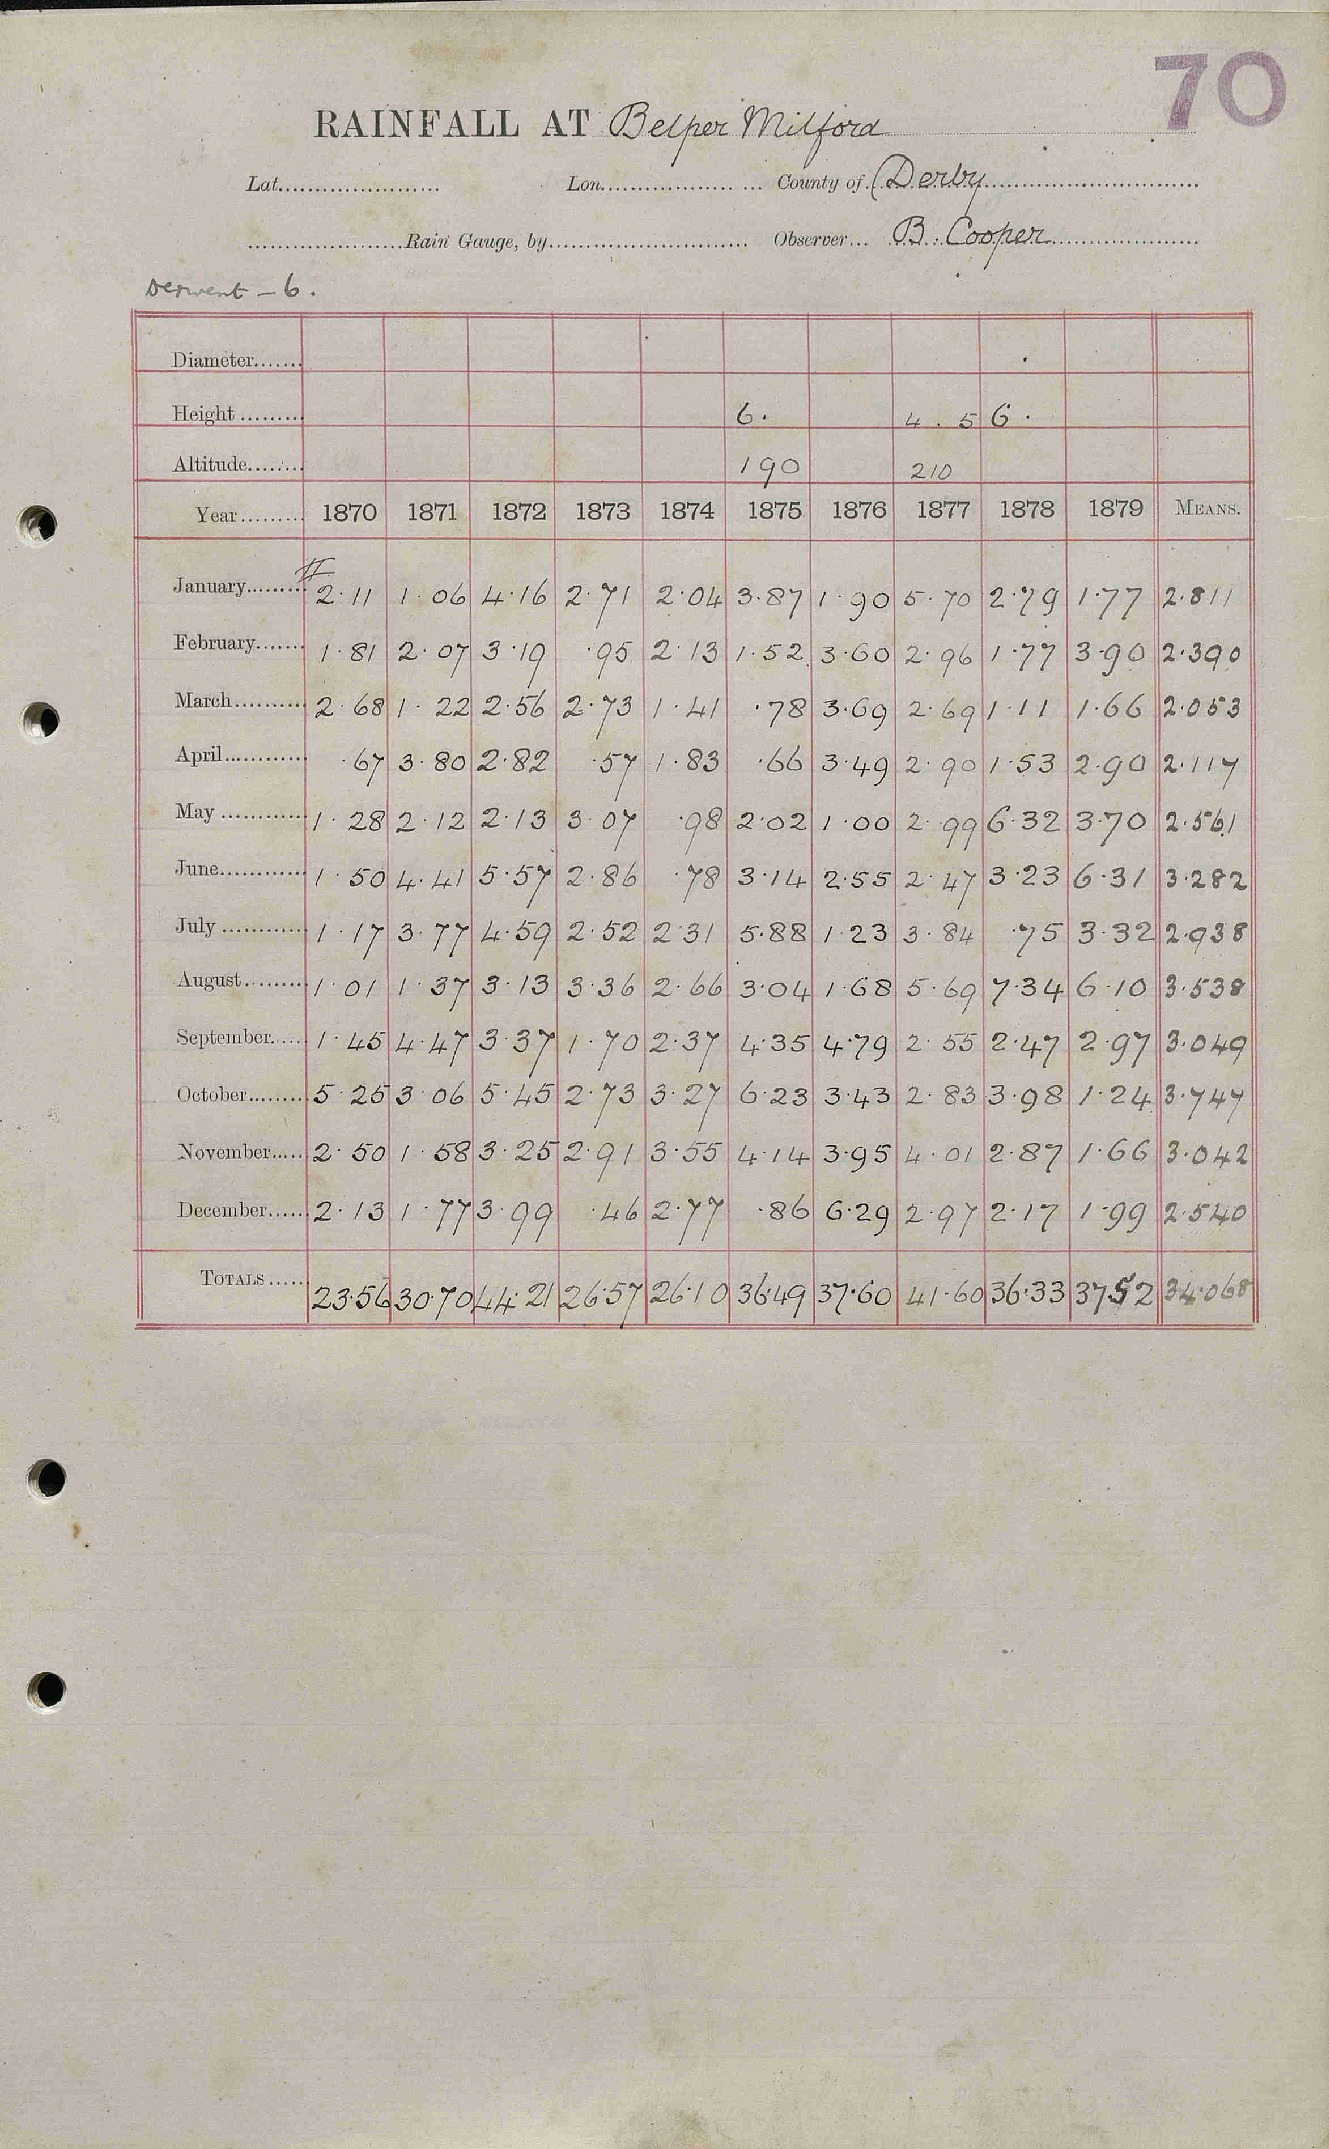 70
RAINFALL AT Belper Milford
Lat. Lon. County of Derby
Rain Gauge, by Observer B. Cooper
Derwent - 6.
Diameter
Height 6. 4. 5 6.
Altitude 190 210
Year 1870 1871 1872 1873 1874 1875 1876 1877 1878 1879 MEANS.
January 2.11 1.06 4.16 2.71 2.04 3.87 1.90 5.70 2.79 1.77 2.811
February 1.81 2.07 3.19 .95 2.13 1.52 3.60 2.96 1.77 3.90 2.390
March 2.68 1.22 2.56 2.73 1.41 .78 3.69 2.69 1.11 1.66 2.053
April .67 3.80 2.82 .57 1.83 .66 3.49 2.90 1.53 2.90 2.117
May 1.28 2.12 2.13 3.07 .98 2.02 1.00 2.99 6.32 3.70 2.561
June 1.50 4.41 5.57 2.86 .78 3.14 2.55 2.47 3.23 6.31 3.282
July 1.17 3.77 4.59 2.52 2.31 5.88 1.23 3.84 .75 3.32 2.938
August 1.01 1.37 3.13 3.36 2.66 3.04 1.68 5.69 7.34 6.10 3.538
September 1.45 4.47 3.37 1.70 2.37 4.35 4.79 2.55 2.47 2.97 3.049
October 5.25 3.06 5.45 2.73 3.27 6.23 3.43 2.83 3.98 1.24 3.747
November 2.50 1.58 3.25 2.91 3.55 4.14 3.95 4.01 2.87 1.66 3.042
December 2.13 1.77 3.99 .46 2.77 .86 6.29 2.97 2.17 1.99 2.540
TOTALS 23.56 30.70 44.21 26.57 26.10 36.49 37.60 41.60 36.33 37.52 34.068